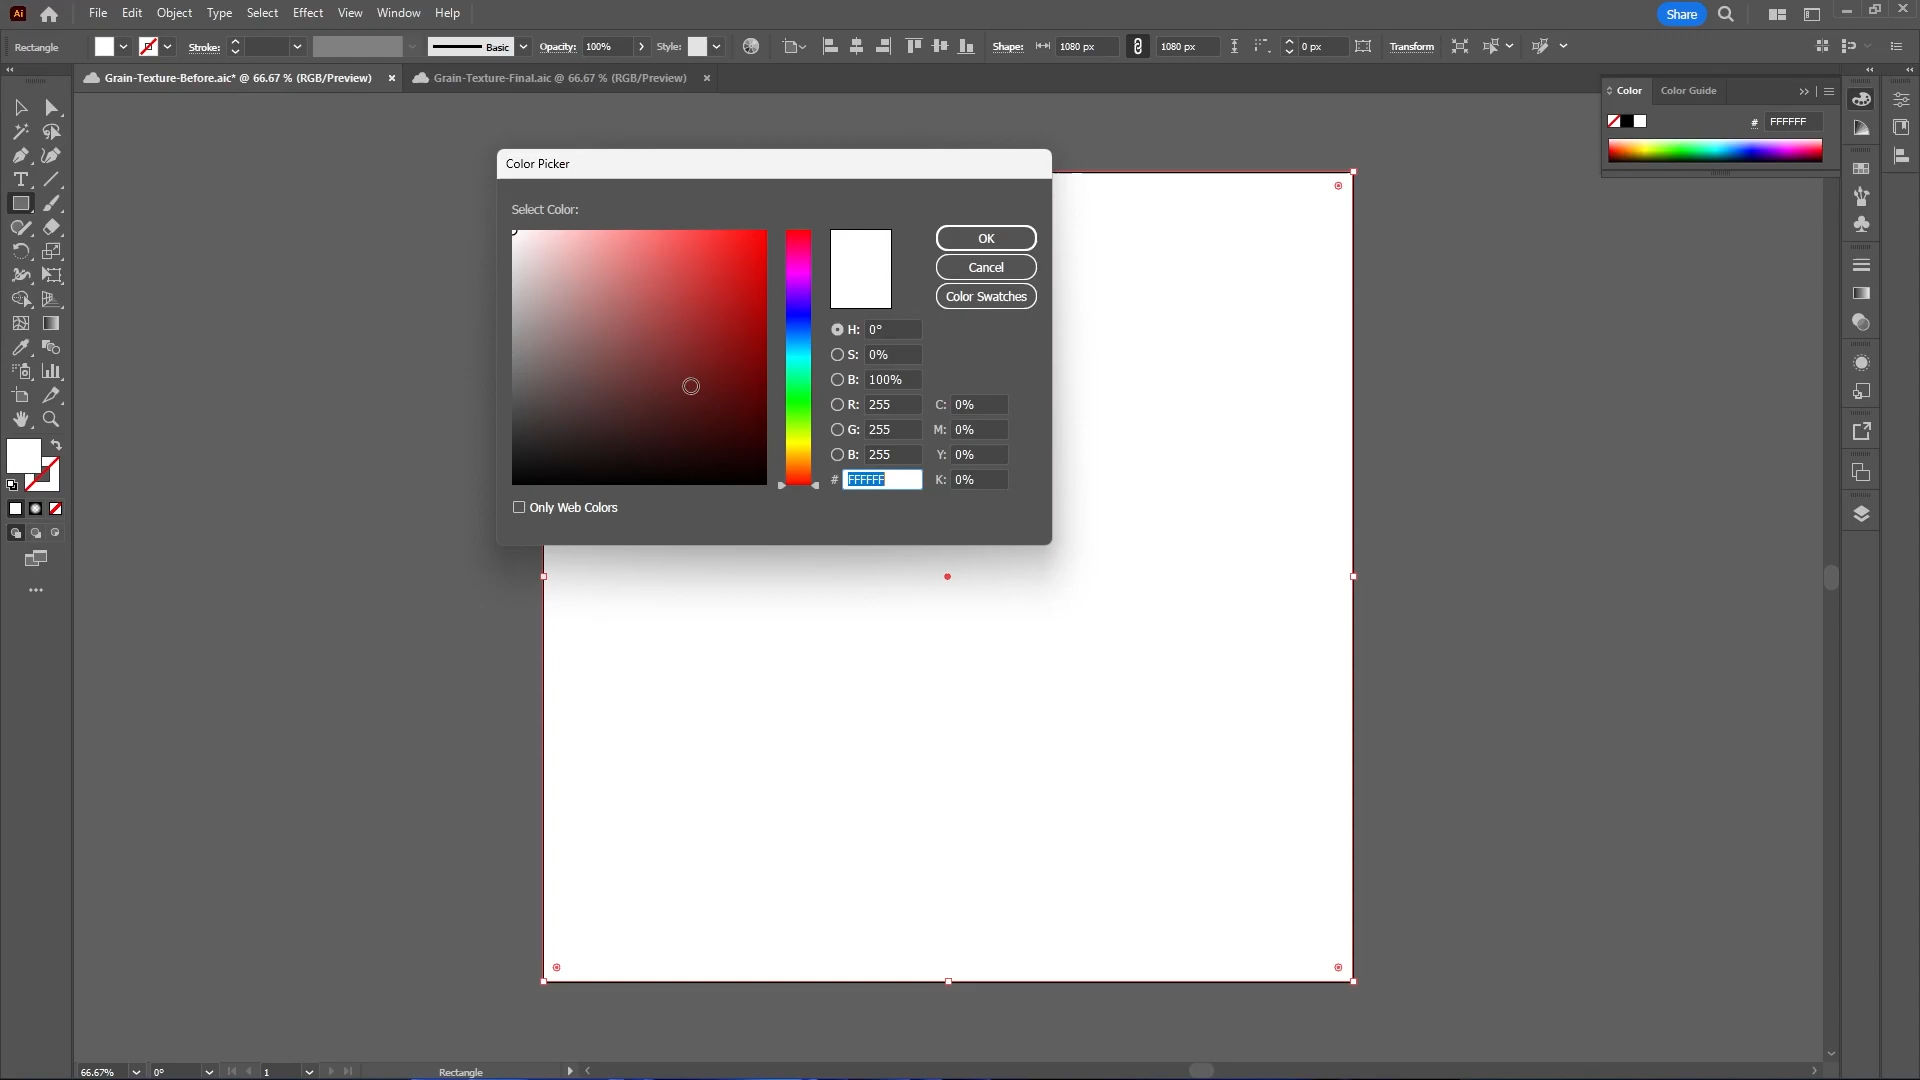 Ai File Edit Object Type Select Effect View Window Help Share
Rectangle Stroke: Basic Opacity: 100% Style: Shape: 1080 px 1080 px 0 px Transform
Grain-Texture-Before.aic* @ 66.67 % (RGB/Preview) × Grain-Texture-Final.aic @ 66.67 % (RGB/Preview) ×
Color Color Guide
# FFFFFF
Color Picker
Select Color:
OK
Cancel
Color Swatches
H: 0°
S: 0%
B: 100%
R: 255 C: 0%
G: 255 M: 0%
B: 255 Y: 0%
# FFFFFF K: 0%
Only Web Colors
66.67% 0° 1 Rectangle